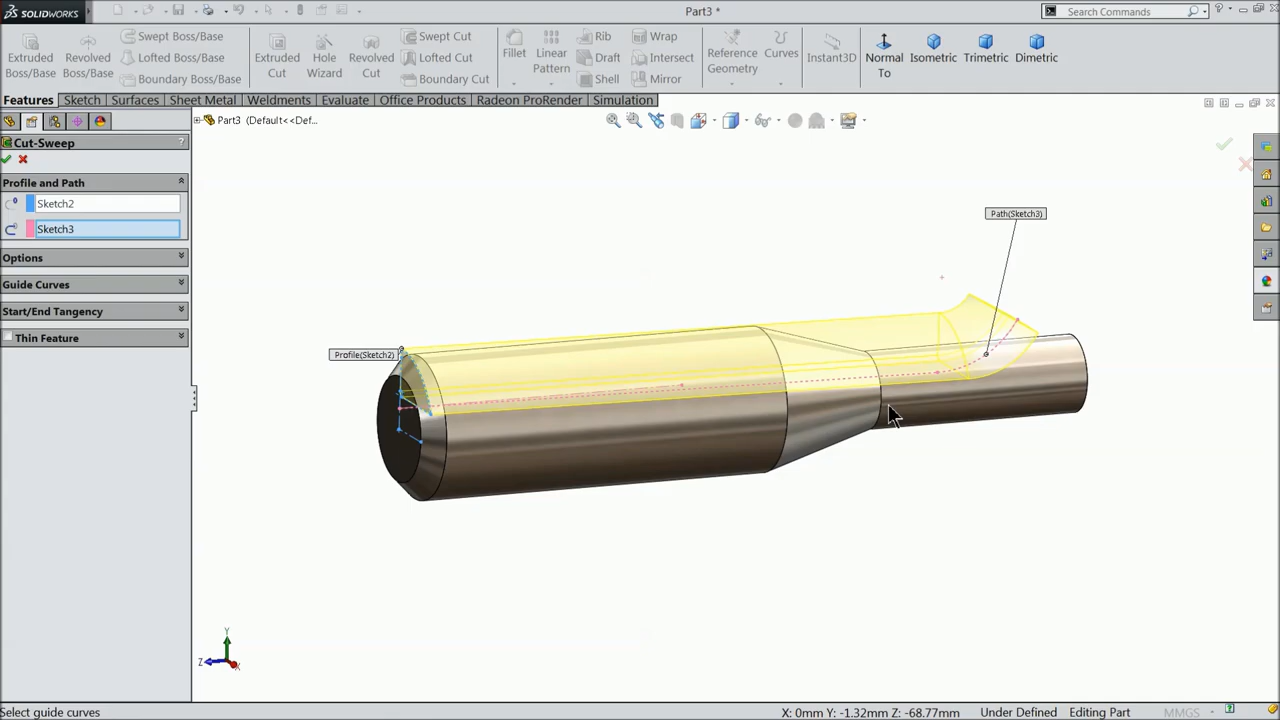 SOLIDWORKS
Part3 *
Search Commands
?
Extruded Boss/Base
Revolved Boss/Base
Swept Boss/Base
Lofted Boss/Base
Boundary Boss/Base
Extruded Cut
Hole Wizard
Revolved Cut
Swept Cut
Lofted Cut
Boundary Cut
Fillet
Linear Pattern
Rib
Draft
Shell
Wrap
Intersect
Mirror
Reference Geometry
Curves
Instant3D
Normal To
Isometric
Trimetric
Dimetric
Features
Sketch
Surfaces
Sheet Metal
Weldments
Evaluate
Office Products
Radeon ProRender
Simulation
Part3 (Default<<Def...
Cut-Sweep
?
Profile and Path
Sketch2
Sketch3
Options
Guide Curves
Start/End Tangency
Thin Feature
Path(Sketch3)
Profile(Sketch2)
Y
Z
X
Select guide curves
X: 0mm Y: -1.32mm Z: -68.77mm
Under Defined
Editing Part
MMGS
?